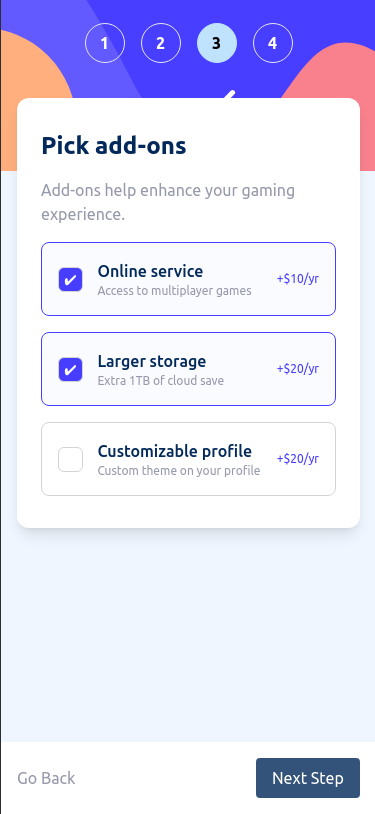 1 2 3 4
Pick add-ons
Add-ons help enhance your gaming
experience.
Online service
Access to multiplayer games
+$10/yr
Larger storage
Extra 1TB of cloud save
+$20/yr
Customizable profile
Custom theme on your profile
+$20/yr
Go Back
Next Step